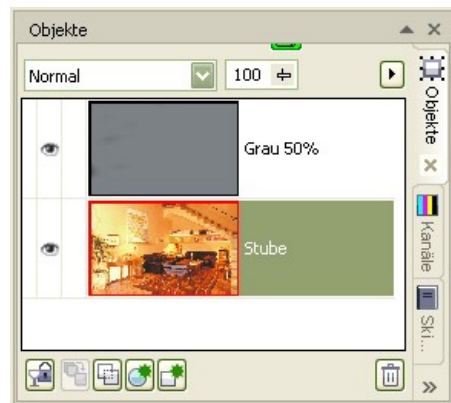 Objekte
Normal 100
Grau 50%
Stube
Objekte
Kanäle
Ski...